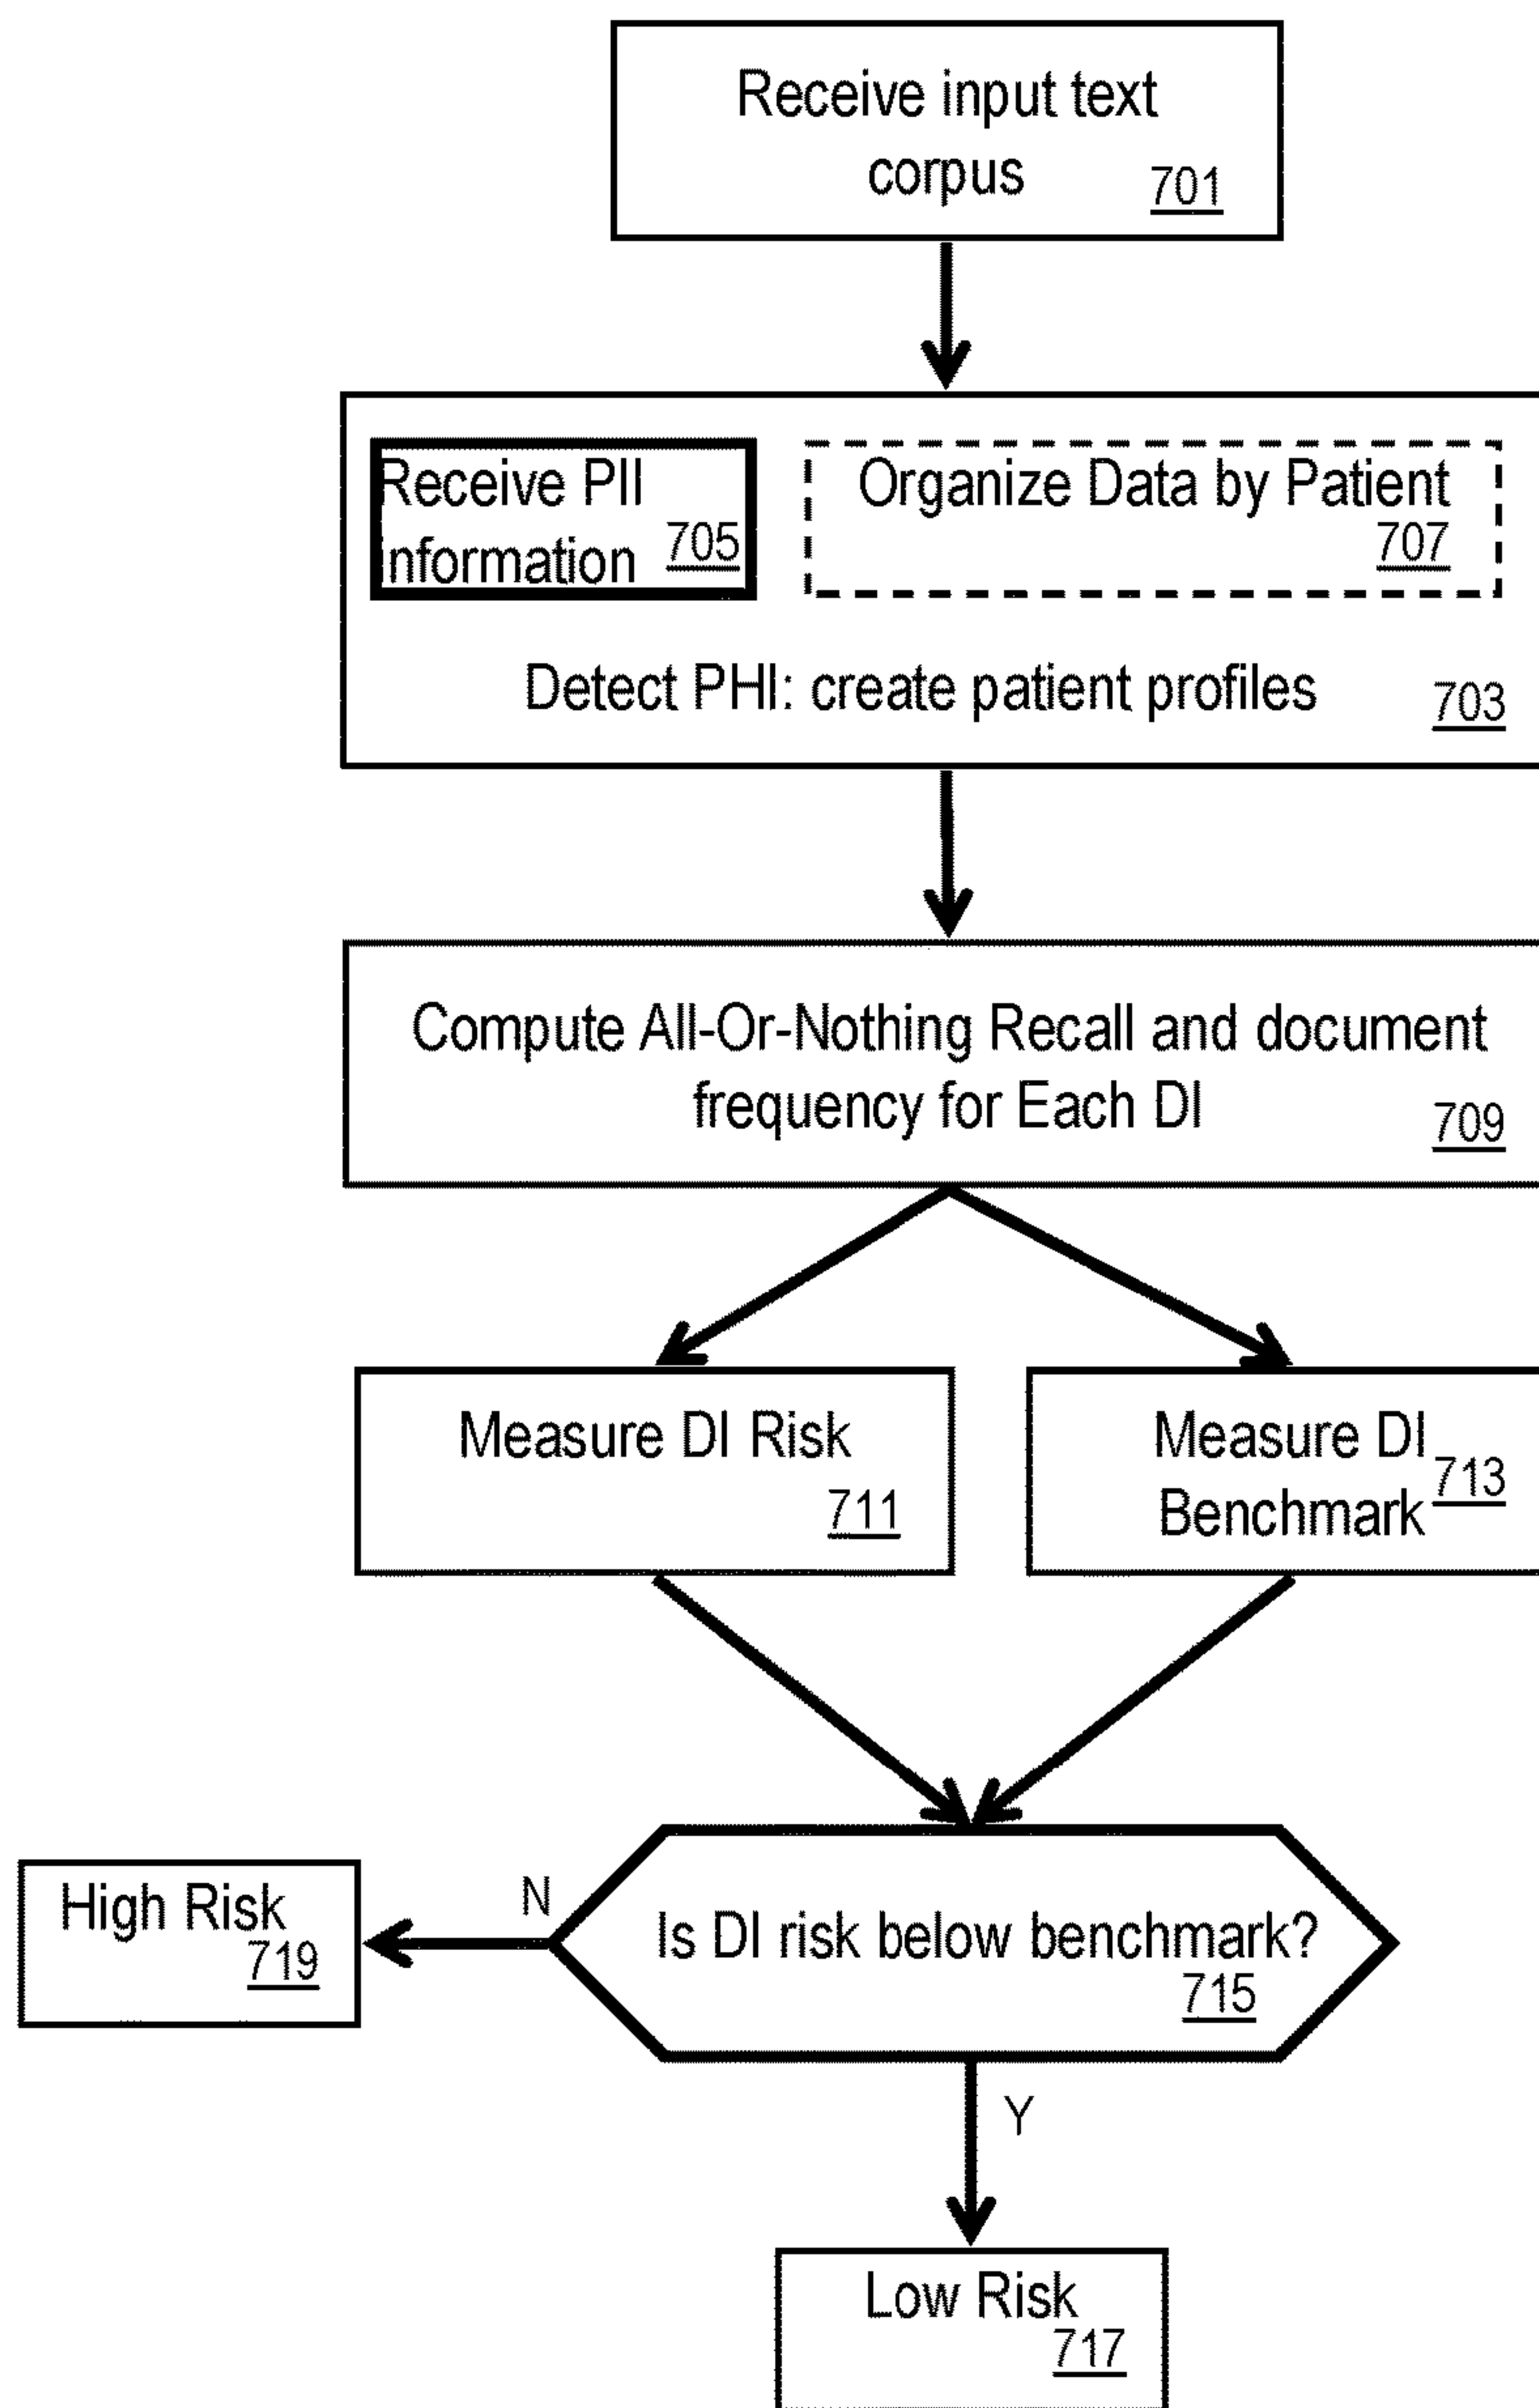 Receive input text
corpus 701
Receive PII
Information 705
Organize Data by Patient
707
Detect PHI: create patient profiles 703
Compute All-Or-Nothing Recall and document
frequency for Each DI 709
Measure DI Risk
711
Measure DI
Benchmark 713
N
High Risk
719
Is DI risk below benchmark?
715
Y
Low Risk
717